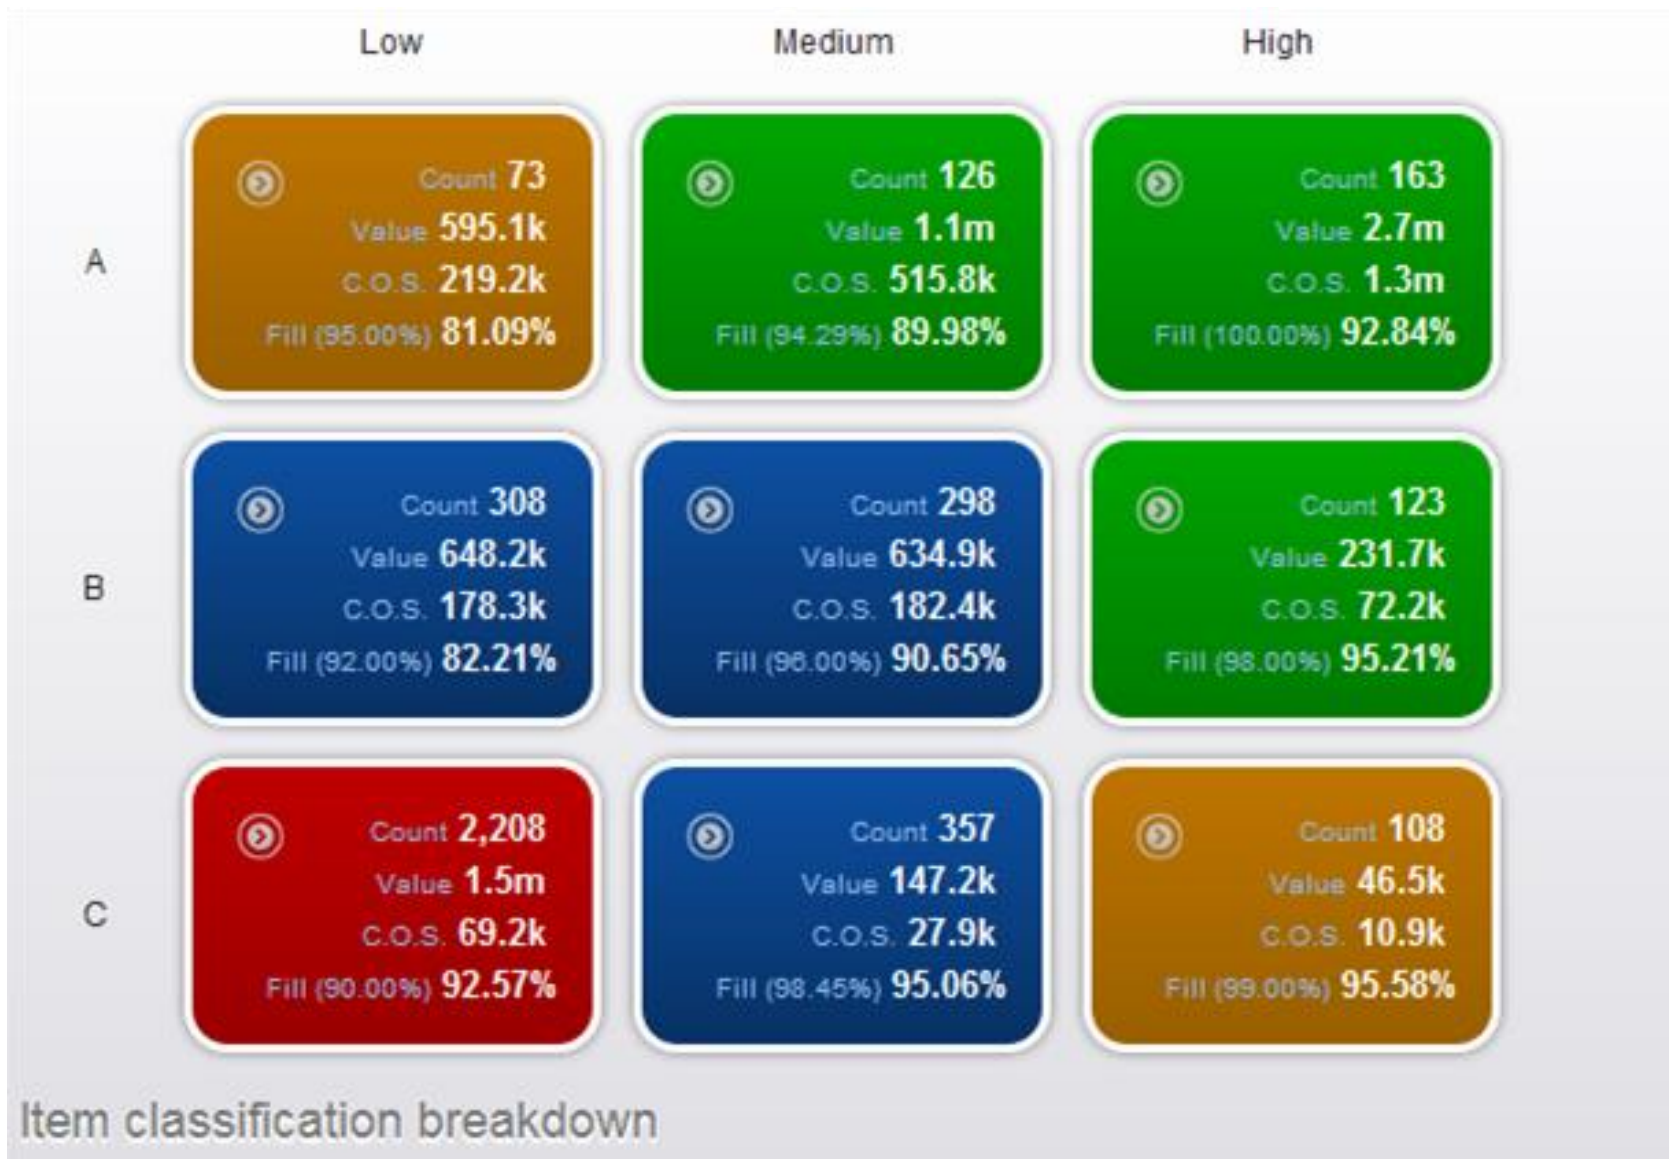 Low Medium High
A
Count 73
Value 595.1k
C.O.S. 219.2k
Fill (95.00%) 81.09%
Count 126
Value 1.1m
C.O.S. 515.8k
Fill (94.29%) 89.98%
Count 163
Value 2.7m
C.O.S. 1.3m
Fill (100.00%) 92.84%
B
Count 308
Value 648.2k
C.O.S. 178.3k
Fill (92.00%) 82.21%
Count 298
Value 634.9k
C.O.S. 182.4k
Fill (96.00%) 90.65%
Count 123
Value 231.7k
C.O.S. 72.2k
Fill (98.00%) 95.21%
C
Count 2,208
Value 1.5m
C.O.S. 69.2k
Fill (90.00%) 92.57%
Count 357
Value 147.2k
C.O.S. 27.9k
Fill (98.45%) 95.06%
Count 108
Value 46.5k
C.O.S. 10.9k
Fill (99.00%) 95.58%
Item classification breakdown